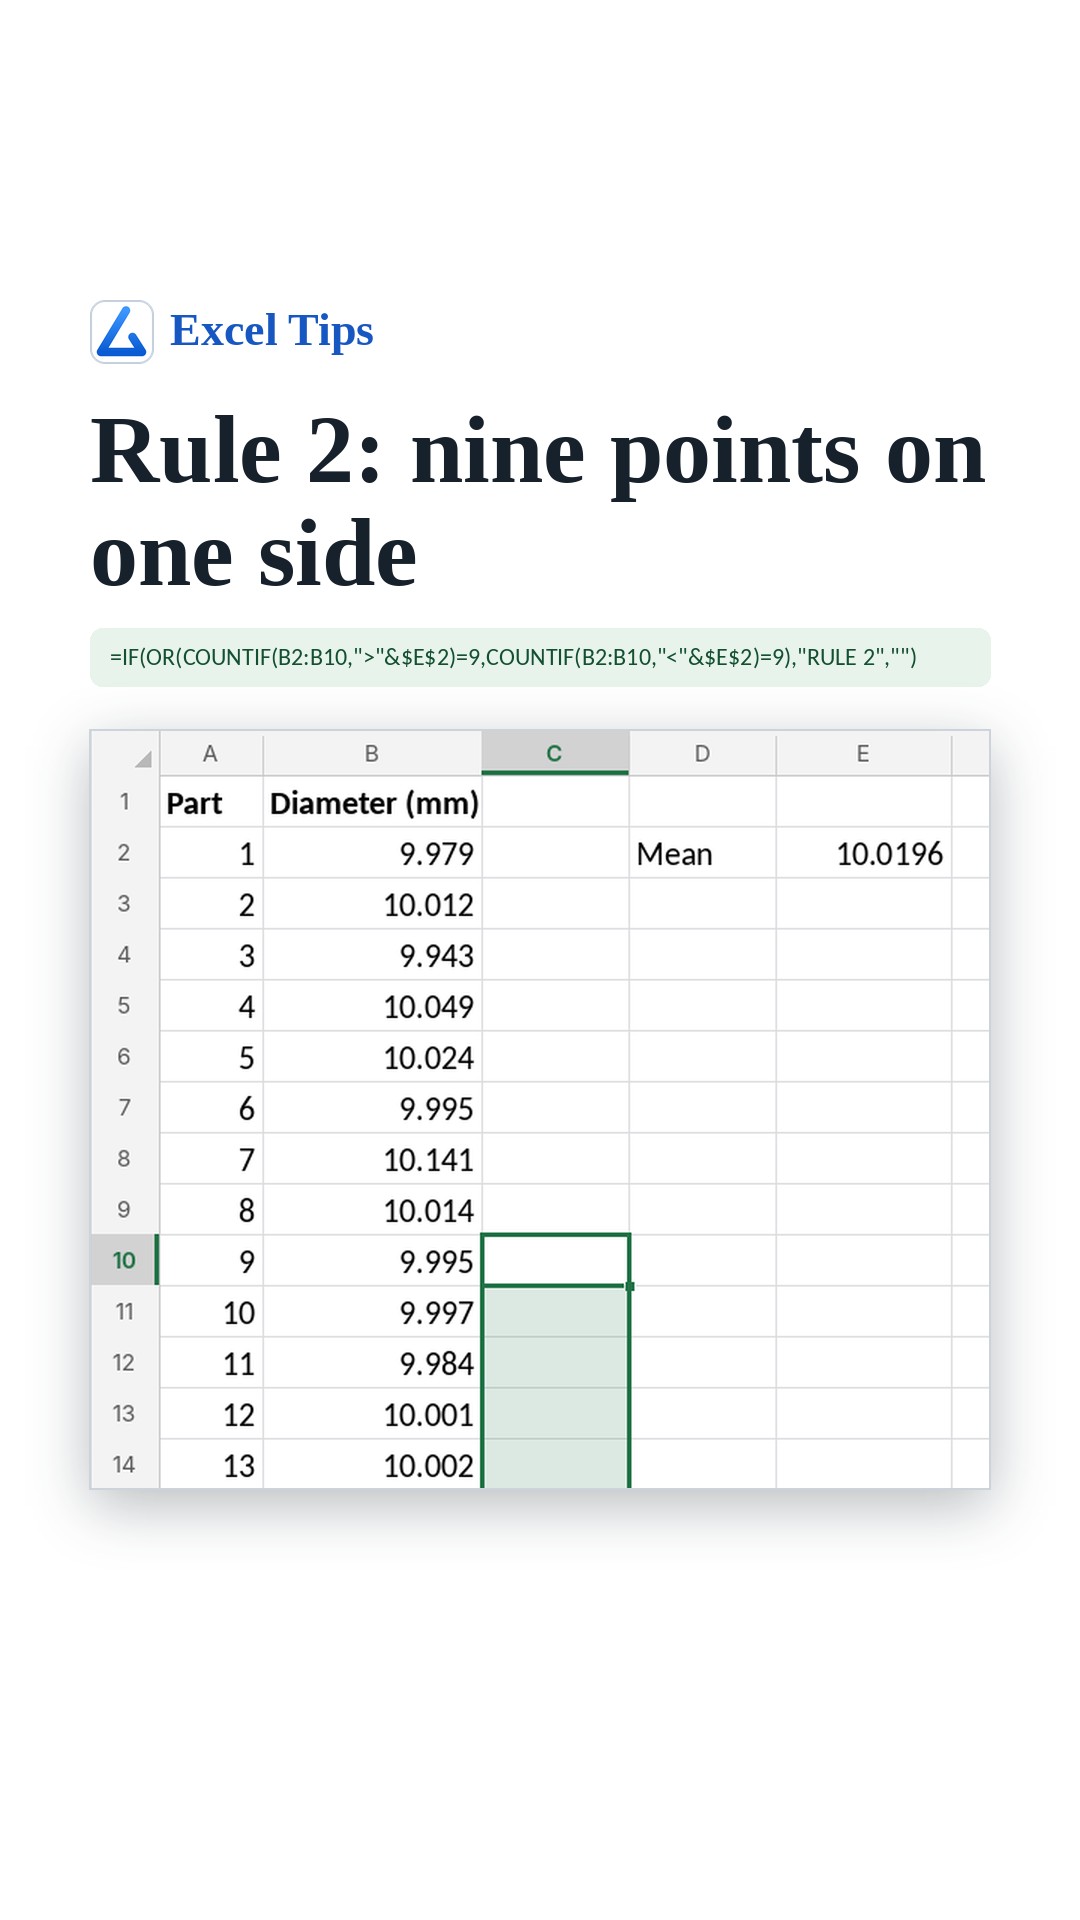 Excel Tips
Rule 2: nine points on
one side
=IF(OR(COUNTIF(B2:B10,">"&$E$2)=9,COUNTIF(B2:B10,"<"&$E$2)=9),"RULE 2","")
A B C D E
1 Part Diameter (mm)
2 1 9.979 Mean 10.0196
3 2 10.012
4 3 9.943
5 4 10.049
6 5 10.024
7 6 9.995
8 7 10.141
9 8 10.014
10 9 9.995
11 10 9.997
12 11 9.984
13 12 10.001
14 13 10.002